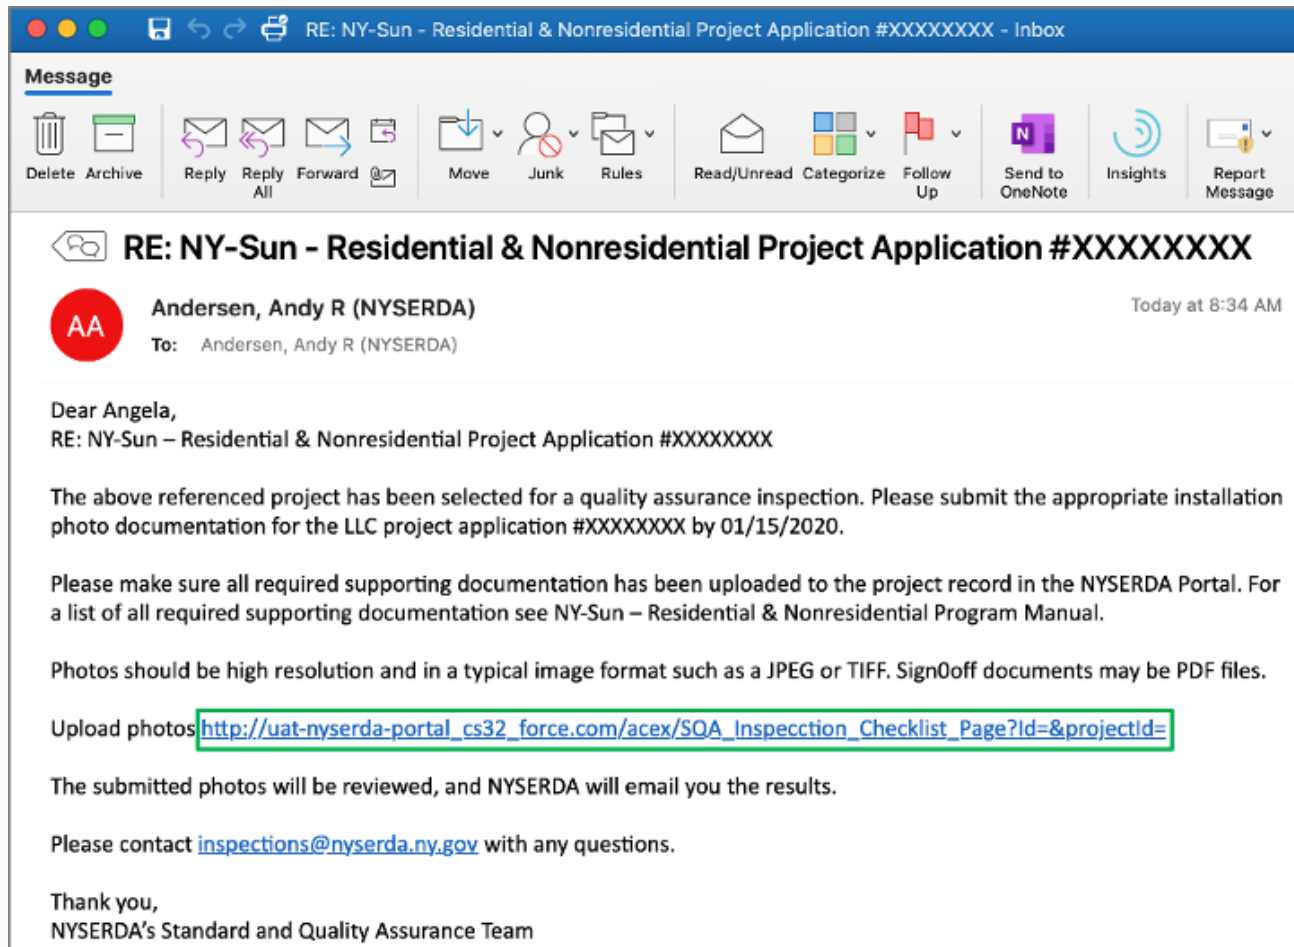 RE: NY-Sun - Residential & Nonresidential Project Application #XXXXXXXX - Inbox
Message
Delete Archive Reply Reply All Forward Move Junk Rules Read/Unread Categorize Follow Up Send to OneNote Insights Report Message
RE: NY-Sun - Residential & Nonresidential Project Application #XXXXXXXX
AA
Andersen, Andy R (NYSERDA)
Today at 8:34 AM
To: Andersen, Andy R (NYSERDA)
Dear Angela,
RE: NY-Sun – Residential & Nonresidential Project Application #XXXXXXXX
The above referenced project has been selected for a quality assurance inspection. Please submit the appropriate installation
photo documentation for the LLC project application #XXXXXXXX by 01/15/2020.
Please make sure all required supporting documentation has been uploaded to the project record in the NYSERDA Portal. For
a list of all required supporting documentation see NY-Sun – Residential & Nonresidential Program Manual.
Photos should be high resolution and in a typical image format such as a JPEG or TIFF. Sign0off documents may be PDF files.
Upload photos http://uat-nyserda-portal_cs32_force.com/acex/SQA_Inspecction_Checklist_Page?Id=&projectId=
The submitted photos will be reviewed, and NYSERDA will email you the results.
Please contact inspections@nyserda.ny.gov with any questions.
Thank you,
NYSERDA's Standard and Quality Assurance Team